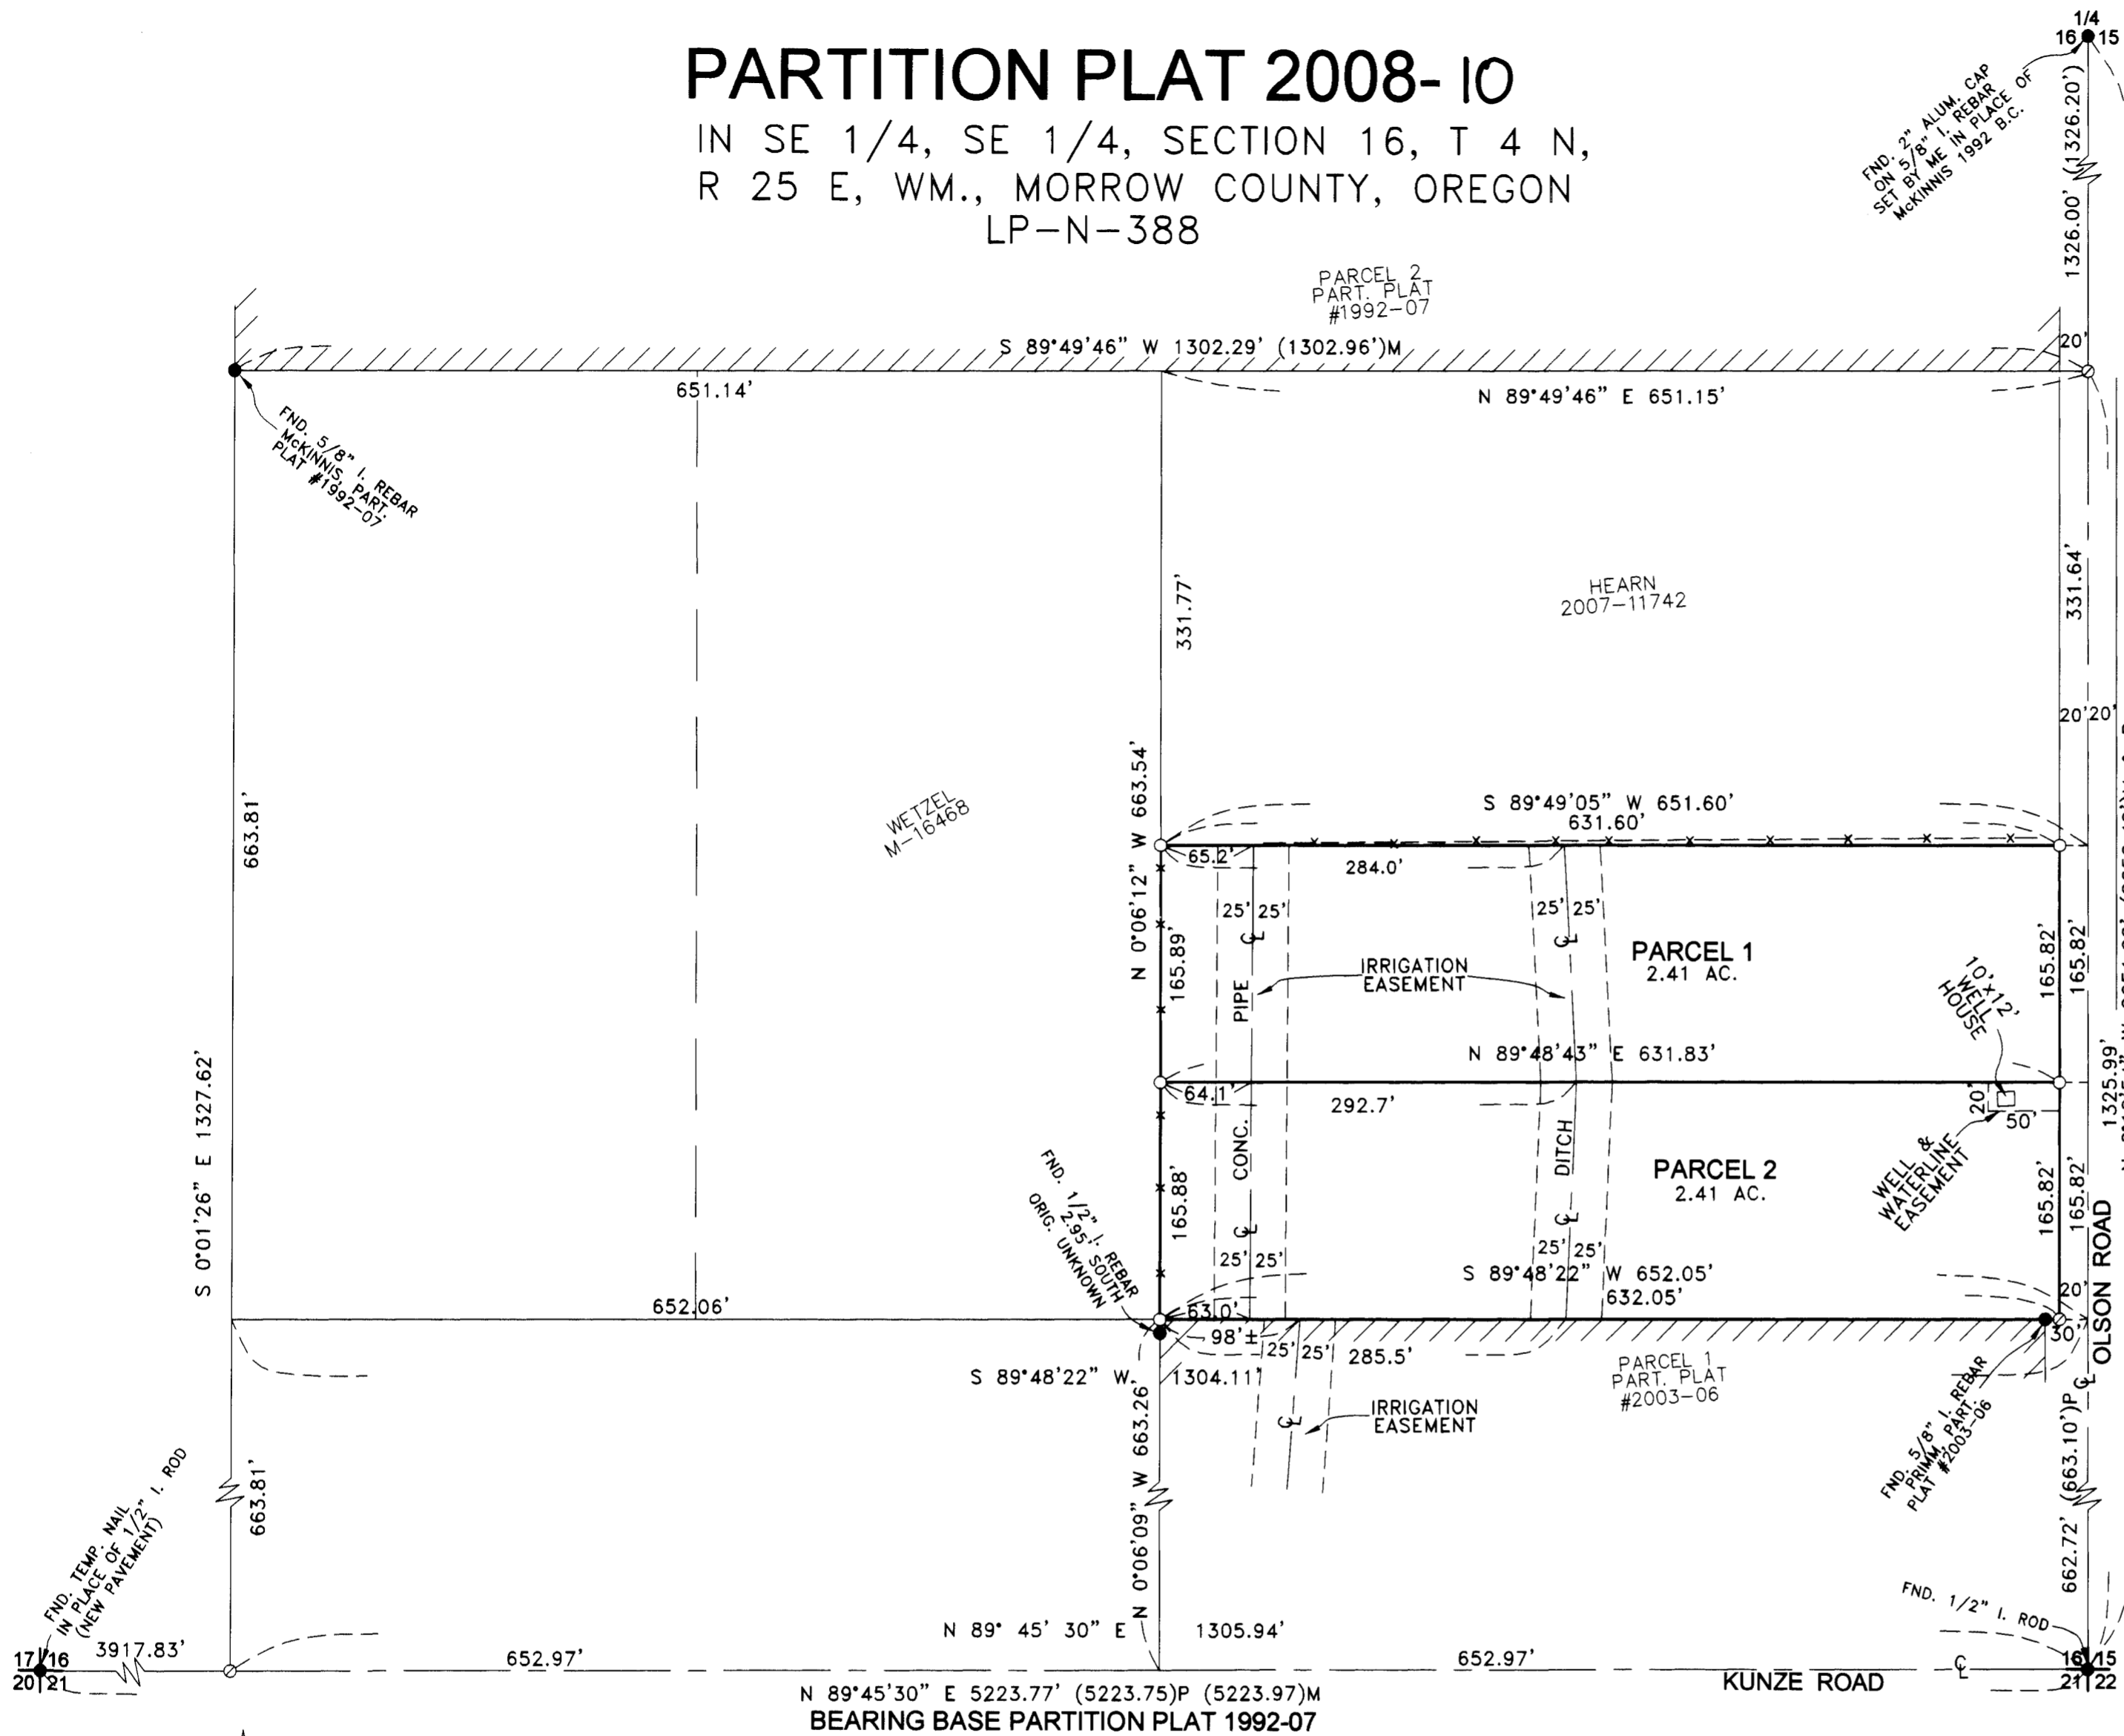 PARTITION PLAT 2008-10
IN SE 1/4, SE 1/4, SECTION 16, T 4 N,
R 25 E, WM., MORROW COUNTY, OREGON
LP-N-388
1/4
16 15
FND. 2" ALUM. CAP
ON 5/8" I. REBAR
SET BY ME IN PLACE OF
McKINNIS 1992 B.C.
1326.00' (1326.20')
PARCEL 2
PART. PLAT
#1992-07
S 89°49'46" W 1302.29' (1302.96')M
20'
651.14'
N 89°49'46" E 651.15'
FND. 5/8" I. REBAR
McKINNIS, PART.
PLAT #1992-07
331.77'
HEARN
2007-11742
331.64'
20' 20'
663.81'
WETZEL
M-16468
N 0°06'12" W 663.54'
S 89°49'05" W 651.60'
631.60'
65.2'
284.0'
25' 25'
25' 25'
℄
℄
165.89'
PIPE
IRRIGATION
EASEMENT
PARCEL 1
2.41 AC.
165.82'
165.82'
10'x12'
WELL
HOUSE
N 89°48'43" E 631.83'
S 0°01'26" E 1327.62'
64.1'
292.7'
20'
50'
1325.99'
CONC.
DITCH
PARCEL 2
2.41 AC.
WELL &
WATERLINE
EASEMENT
165.88'
165.82'
165.82'
FND. 1/2" I. REBAR
2.95' SOUTH
ORIG. UNKNOWN
℄
℄
25' 25'
25' 25'
S 89°48'22" W 652.05'
632.05'
OLSON ROAD
℄
652.06'
63.0'
20'
98'±
25' 25'
285.5'
30'
S 89°48'22" W 1304.11'
PARCEL 1
PART. PLAT
#2003-06
℄
IRRIGATION
EASEMENT
FND. 5/8" I. REBAR
PRIMM, PART.
PLAT #2003-06
N 0°06'09" W 663.26'
662.72' (663.10')P
663.81'
FND. TEMP. NAIL
IN PLACE OF 1/2" I. ROD
(NEW PAVEMENT)
FND. 1/2" I. ROD
N 89° 45' 30" E 1305.94'
17 16
20 21
3917.83'
652.97'
652.97'
℄
KUNZE ROAD
16 15
21 22
N 89°45'30" E 5223.77' (5223.75)P (5223.97)M
BEARING BASE PARTITION PLAT 1992-07